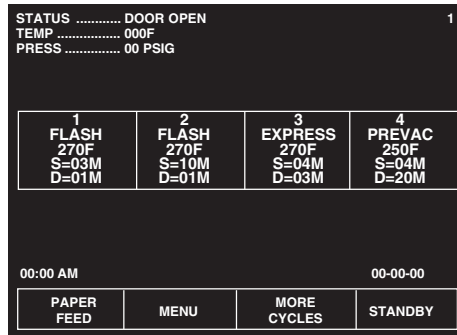 STATUS ............ DOOR OPEN 1
TEMP ................. 000F
PRESS ............... 00 PSIG
1 2 3 4
FLASH FLASH EXPRESS PREVAC
270F 270F 270F 250F
S=03M S=10M S=04M S=04M
D=01M D=01M D=03M D=20M
00:00 AM 00-00-00
PAPER FEED MENU MORE CYCLES STANDBY